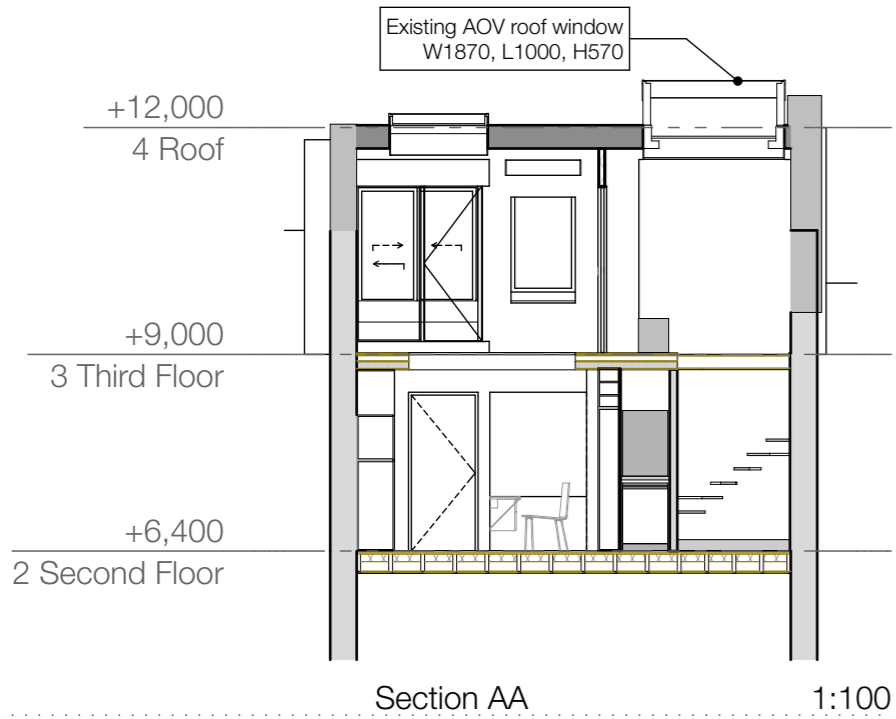 Existing AOV roof window
W1870, L1000, H570
+12,000
4 Roof
+9,000
3 Third Floor
+6,400
2 Second Floor
Section AA
1:100